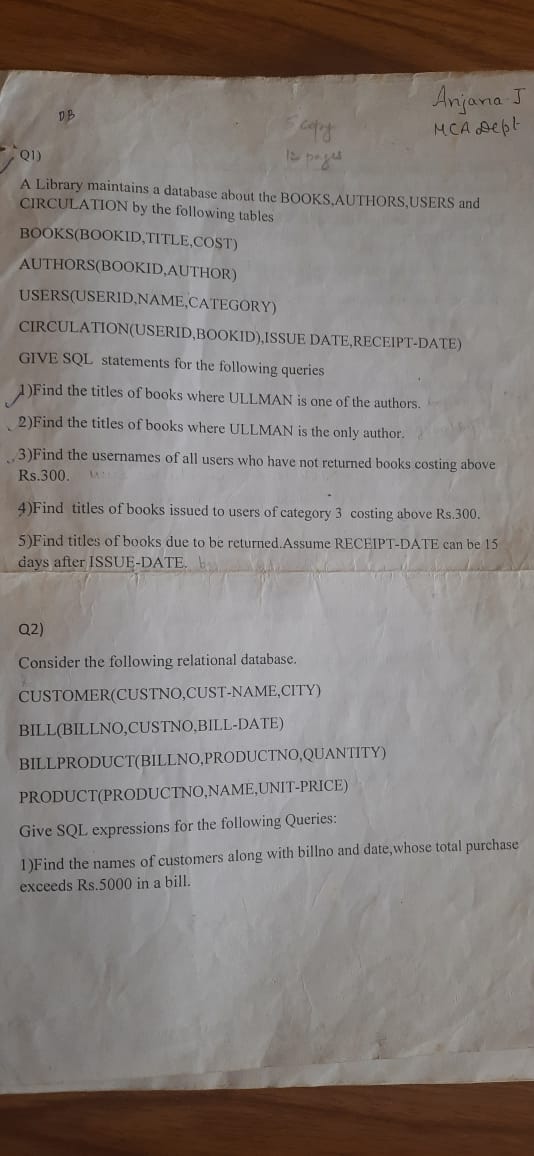 Anjana J
DB
MCA Dept
5 copy
12 pages
Q1)
A Library maintains a database about the BOOKS,AUTHORS,USERS and
CIRCULATION by the following tables
BOOKS(BOOKID,TITLE,COST)
AUTHORS(BOOKID,AUTHOR)
USERS(USERID,NAME,CATEGORY)
CIRCULATION(USERID,BOOKID),ISSUE DATE,RECEIPT-DATE)
GIVE SQL statements for the following queries
1)Find the titles of books where ULLMAN is one of the authors.
2)Find the titles of books where ULLMAN is the only author.
3)Find the usernames of all users who have not returned books costing above
Rs.300.
4)Find titles of books issued to users of category 3 costing above Rs.300.
5)Find titles of books due to be returned.Assume RECEIPT-DATE can be 15
days after ISSUE-DATE.
Q2)
Consider the following relational database.
CUSTOMER(CUSTNO,CUST-NAME,CITY)
BILL(BILLNO,CUSTNO,BILL-DATE)
BILLPRODUCT(BILLNO,PRODUCTNO,QUANTITY)
PRODUCT(PRODUCTNO,NAME,UNIT-PRICE)
Give SQL expressions for the following Queries:
1)Find the names of customers along with billno and date,whose total purchase
exceeds Rs.5000 in a bill.